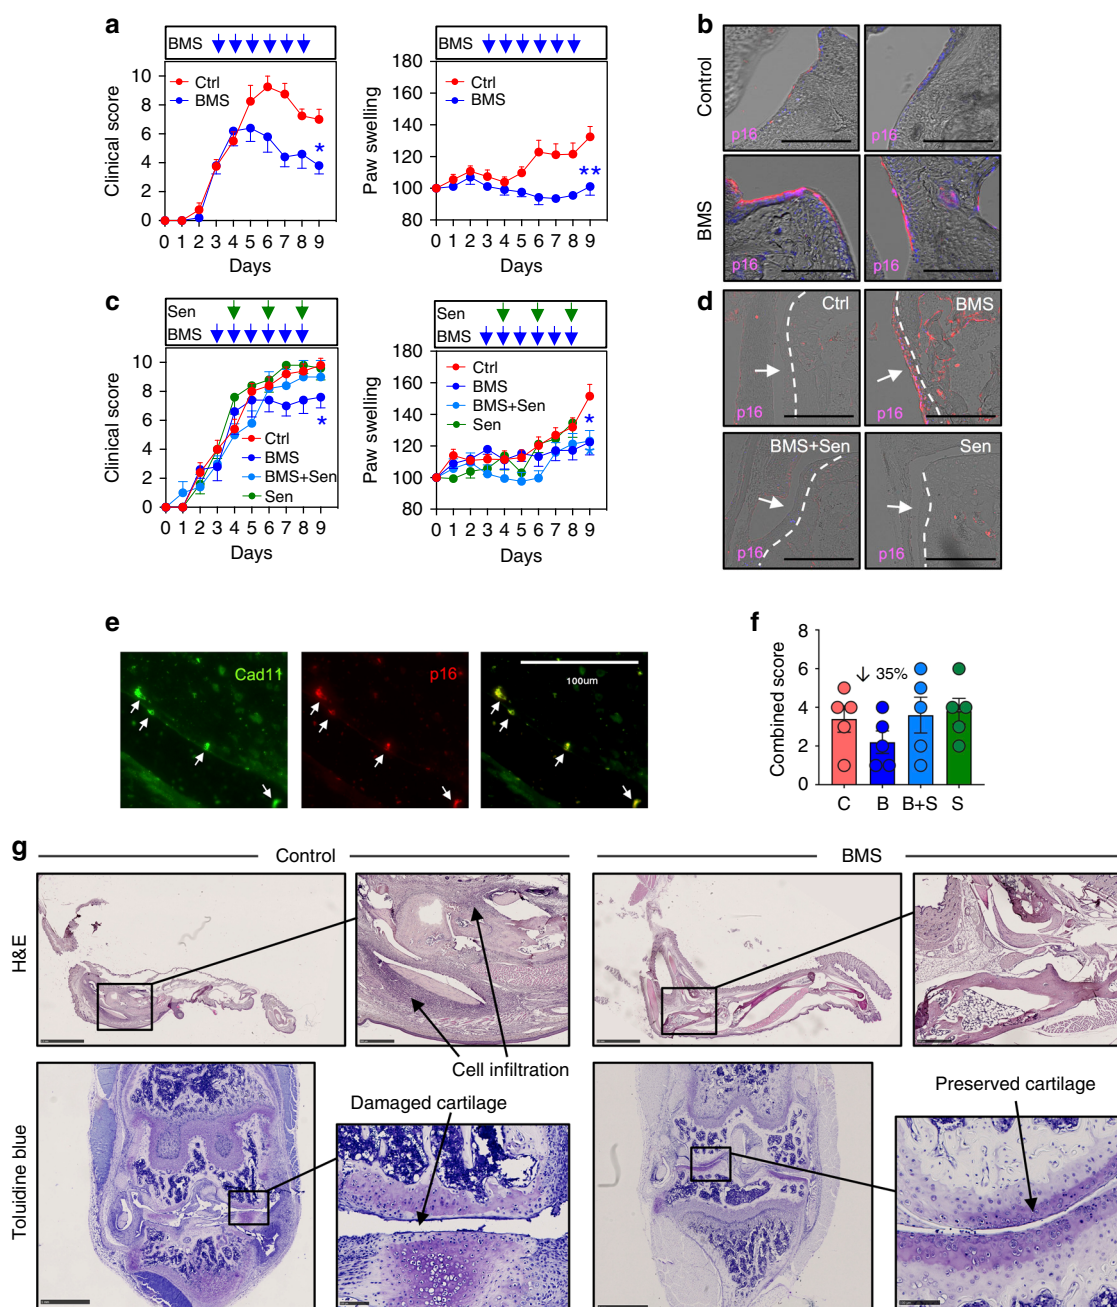 a
BMS
Clinical score
10
8
6
4
2
0
Ctrl
BMS
*
0 1 2 3 4 5 6 7 8 9
Days
BMS
Paw swelling
160
140
120
100
80
Ctrl
BMS
**
0 1 2 3 4 5 6 7 8 9
Days
b
Control
p16
p16
BMS
p16
p16
c
Sen
BMS
Clinical score
10
8
6
4
2
0
Ctrl
BMS
BMS+Sen
Sen
*
0 1 2 3 4 5 6 7 8 9
Days
Sen
BMS
Paw swelling
180
160
140
120
100
80
Ctrl
BMS
BMS+Sen
Sen
*
*
0 1 2 3 4 5 6 7 8 9
Days
d
Ctrl
p16
BMS
p16
BMS+Sen
p16
Sen
p16
e
Cad11
p16
100um
f
Combined score
8
6
4
2
0
↓ 35%
C B B+S S
g
Control
BMS
H&E
Cell infiltration
Toluidine blue
Damaged cartilage
Preserved cartilage